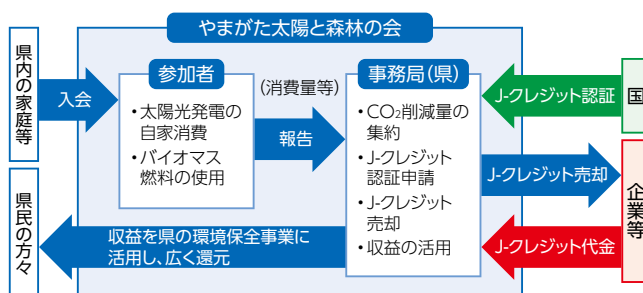 やまがた太陽と森林の会
県内の家庭等
入会
参加者
・太陽光発電の
自家消費
・バイオマス
燃料の使用
(消費量等)
報告
事務局(県)
・CO₂削減量の
集約
・J-クレジット
認証申請
・J-クレジット
売却
・収益の活用
J-クレジット認証
国
J-クレジット売却
企業等
J-クレジット代金
収益を県の環境保全事業に
活用し、広く還元
県民の方々